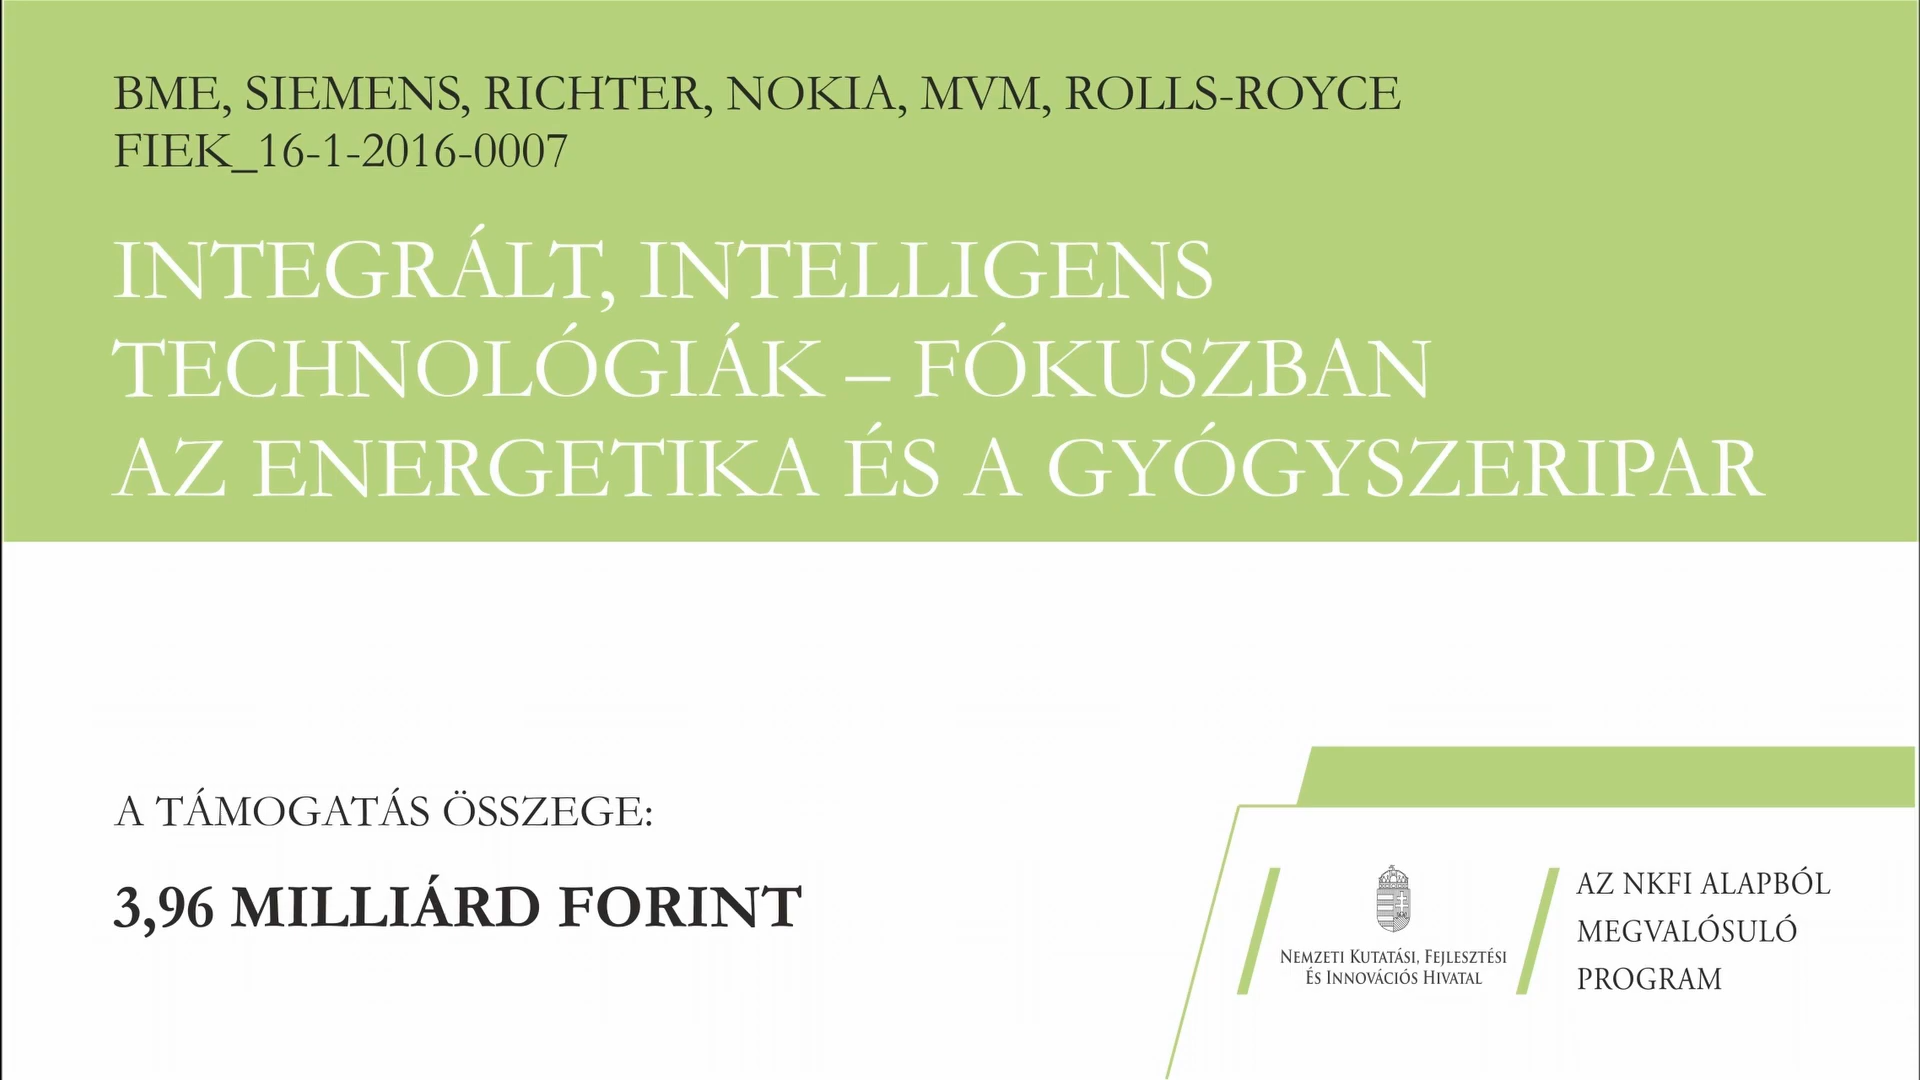 BME, SIEMENS, RICHTER, NOKIA, MVM, ROLLS-ROYCE
FIEK_16-1-2016-0007
INTEGRÁLT, INTELLIGENS
TECHNOLÓGIÁK – FÓKUSZBAN
AZ ENERGETIKA ÉS A GYÓGYSZERIPAR
A TÁMOGATÁS ÖSSZEGE:
3,96 MILLIÁRD FORINT
NEMZETI KUTATÁSI, FEJLESZTÉSI
ÉS INNOVÁCIÓS HIVATAL
AZ NKFI ALAPBÓL
MEGVALÓSULÓ
PROGRAM